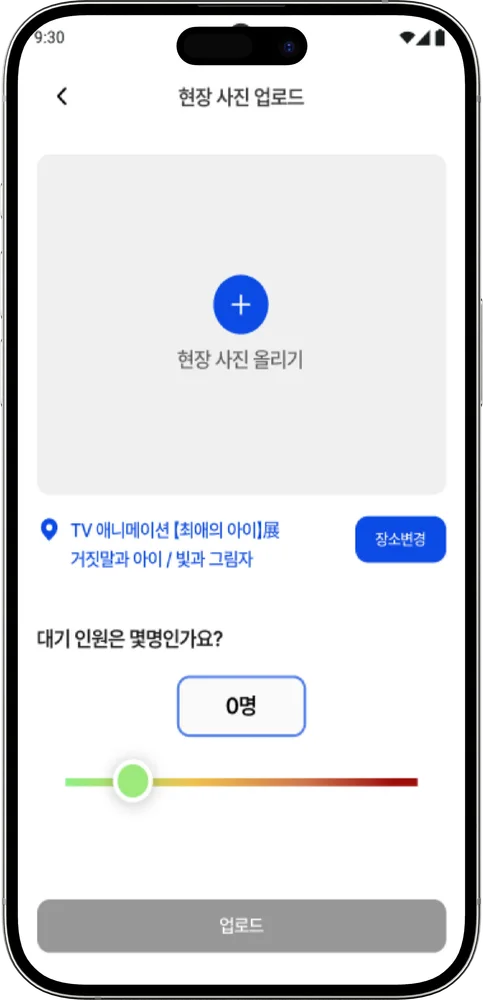 9:30
현장 사진 업로드
현장 사진 올리기
TV 애니메이션【최애의 아이】展
거짓말과 아이 / 빛과 그림자
장소변경
대기 인원은 몇명인가요?
0명
업로드